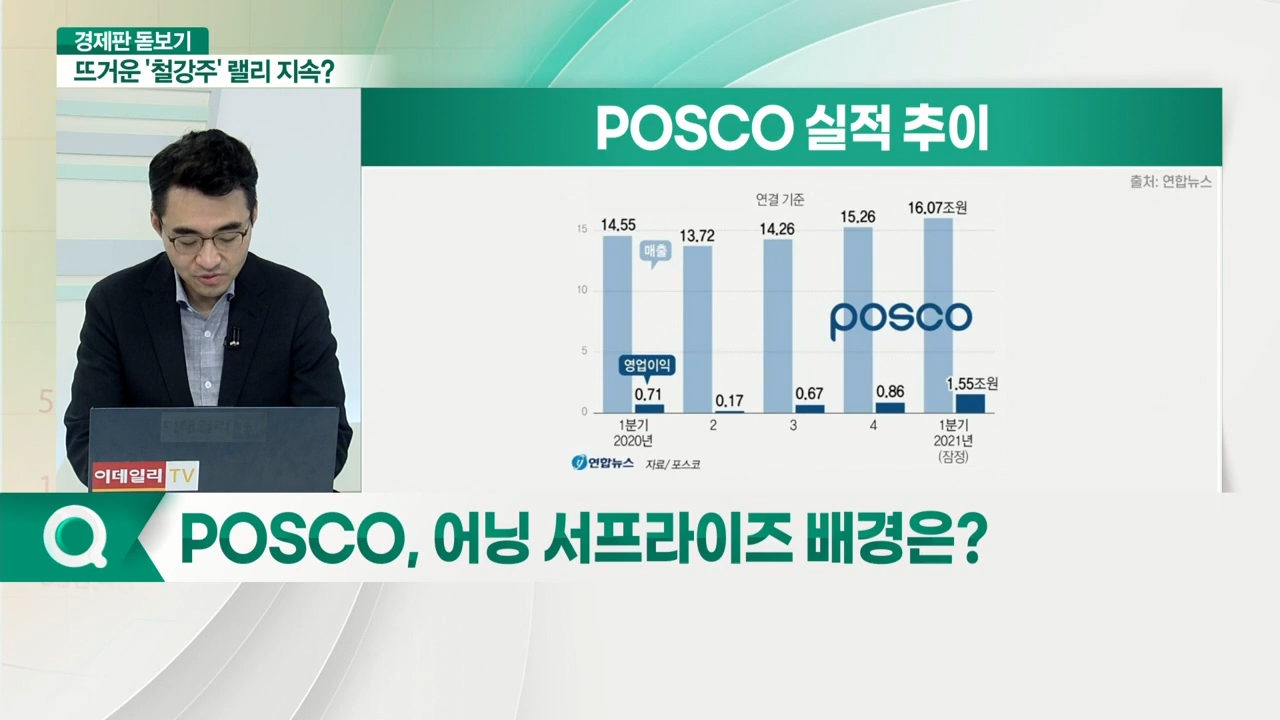 경제판 돋보기
뜨거운 '철강주' 랠리 지속?
POSCO 실적 추이
출처: 연합뉴스
연결 기준
14.55
13.72
14.26
15.26
16.07조원
매출
15
10
5
0
posco
영업이익
0.71
0.17
0.67
0.86
1.55조원
1분기
2020년
2
3
4
1분기
2021년
(잠정)
연합뉴스 자료/ 포스코
이데일리 TV
POSCO, 어닝 서프라이즈 배경은?